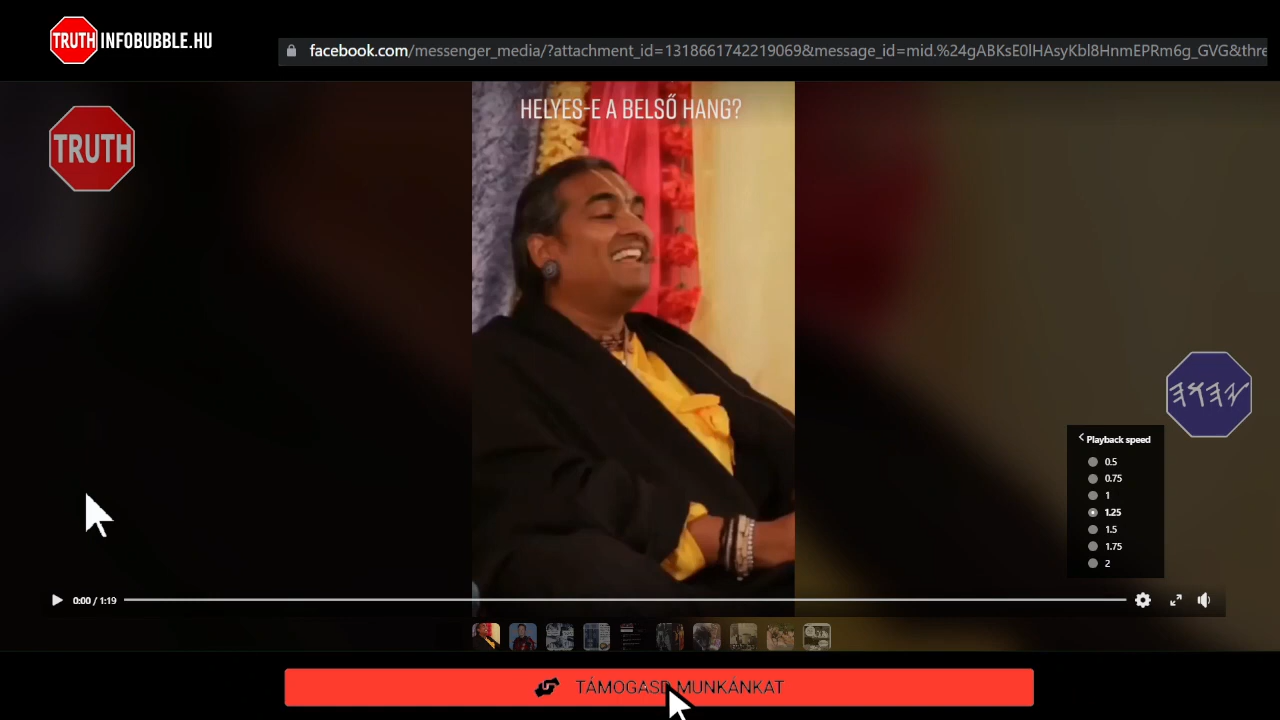 TRUTH INFOBUBBLE.HU
facebook.com/messenger_media/?attachment_id=1318661742219069&message_id=mid.%24gABKsE0lHAsyKbl8HnmEPRm6g_GVG&thre
HELYES-E A BELSŐ HANG?
TRUTH
𐤉𐤄𐤅𐤄
Playback speed
0.5
0.75
1
1.25
1.5
1.75
2
0:00 / 1:19
TÁMOGASD MUNKÁNKAT